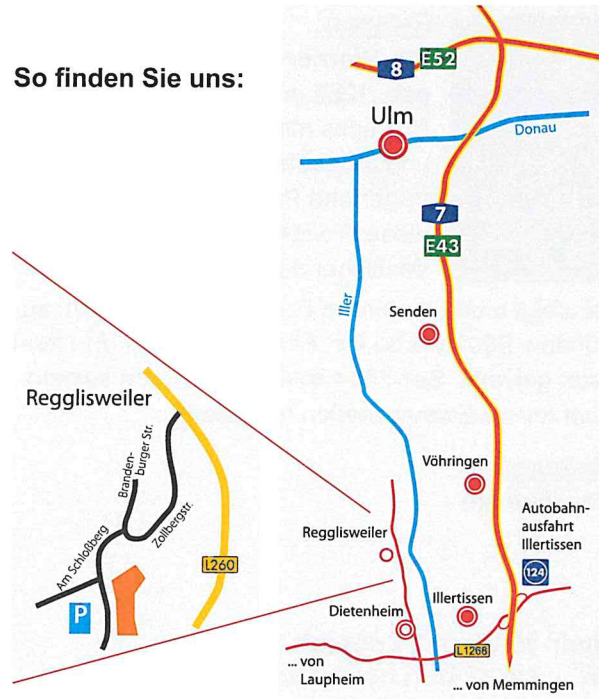 So finden Sie uns:
8
E52
Ulm
Donau
7
E43
Iller
Senden
Vöhringen
Autobahn-
ausfahrt
Illertissen
124
Regglisweiler
Dietenheim
Illertissen
L1268
... von
Laupheim
... von Memmingen
Regglisweiler
Branden-
burger Str.
Zollbergstr.
Am Schloßberg
L260
P